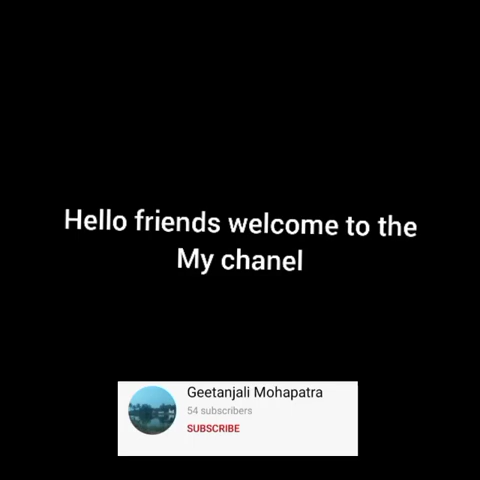 Hello friends welcome to the
My chanel
Geetanjali Mohapatra
54 subscribers
SUBSCRIBE